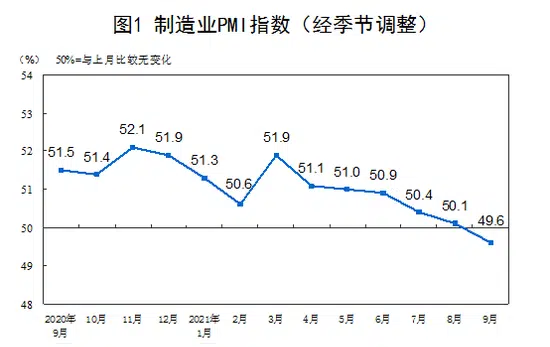 图1 制造业PMI指数（经季节调整）
（%） 50%=与上月比较无变化
54
53
52
51
50
49
48
51.5
51.4
52.1
51.9
51.3
50.6
51.9
51.1
51.0
50.9
50.4
50.1
49.6
2020年
9月
10月
11月
12月
2021年
1月
2月
3月
4月
5月
6月
7月
8月
9月